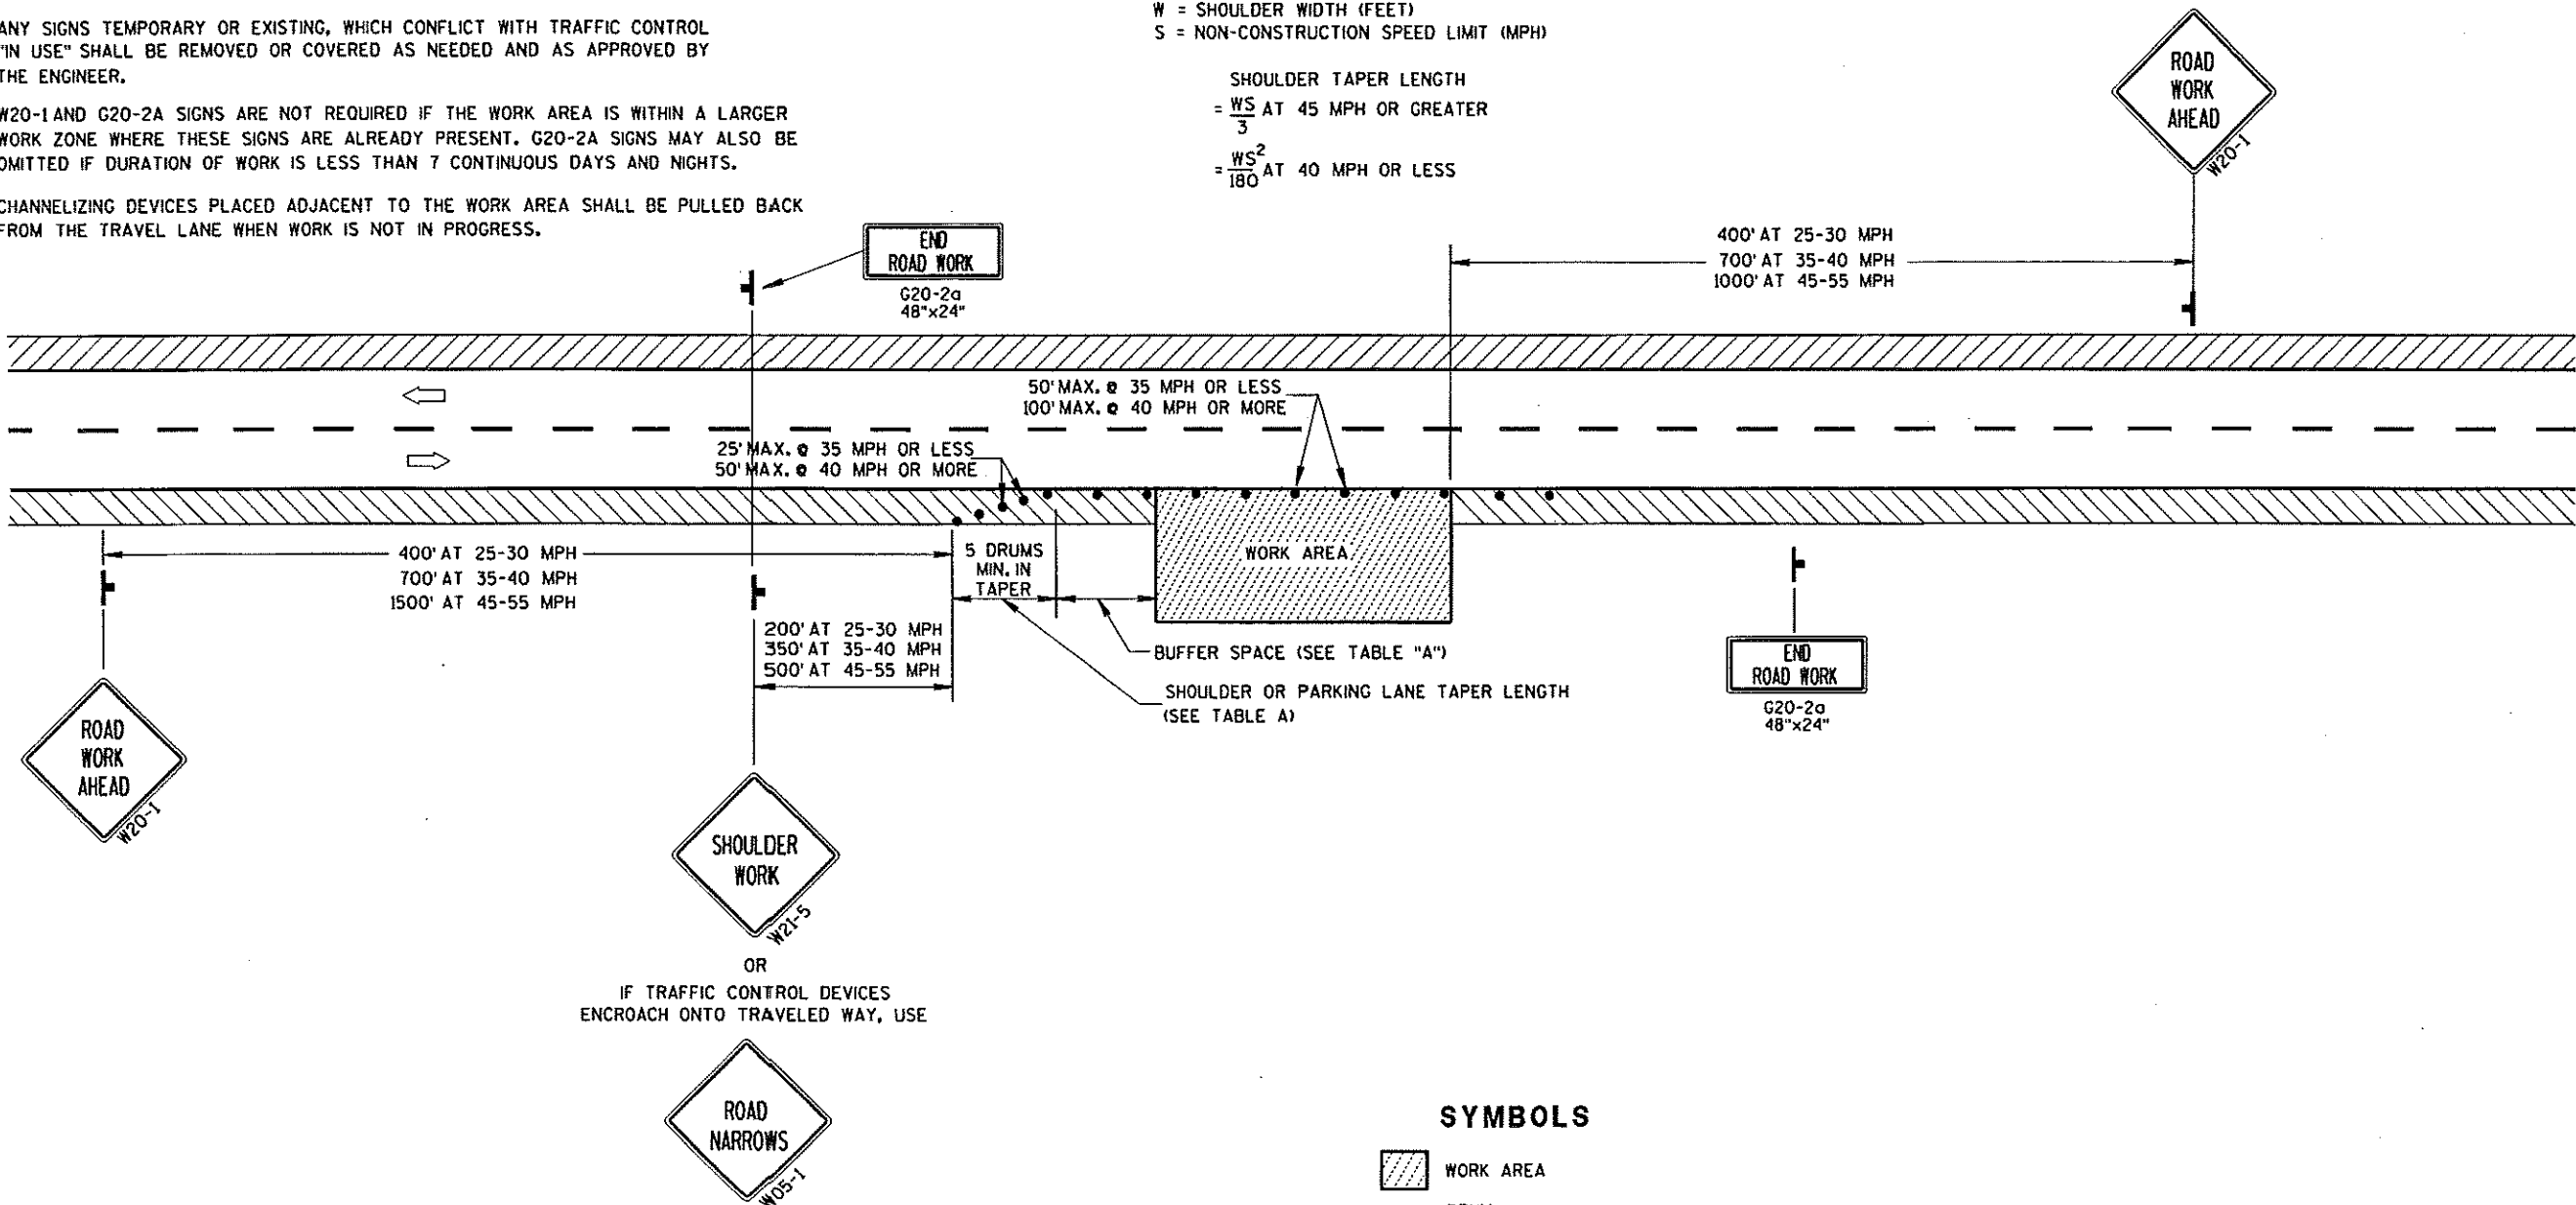 ANY SIGNS TEMPORARY OR EXISTING, WHICH CONFLICT WITH TRAFFIC CONTROL
"IN USE" SHALL BE REMOVED OR COVERED AS NEEDED AND AS APPROVED BY
THE ENGINEER.
W20-1 AND G20-2A SIGNS ARE NOT REQUIRED IF THE WORK AREA IS WITHIN A LARGER
WORK ZONE WHERE THESE SIGNS ARE ALREADY PRESENT. G20-2A SIGNS MAY ALSO BE
OMITTED IF DURATION OF WORK IS LESS THAN 7 CONTINUOUS DAYS AND NIGHTS.
CHANNELIZING DEVICES PLACED ADJACENT TO THE WORK AREA SHALL BE PULLED BACK
FROM THE TRAVEL LANE WHEN WORK IS NOT IN PROGRESS.
W = SHOULDER WIDTH (FEET)
S = NON-CONSTRUCTION SPEED LIMIT (MPH)
SHOULDER TAPER LENGTH
= WS/3 AT 45 MPH OR GREATER
= WS²/180 AT 40 MPH OR LESS
ROAD
WORK
AHEAD
W20-1
END
ROAD WORK
G20-2a
48"x24"
400' AT 25-30 MPH
700' AT 35-40 MPH
1000' AT 45-55 MPH
50' MAX. @ 35 MPH OR LESS
100' MAX. @ 40 MPH OR MORE
25' MAX. @ 35 MPH OR LESS
50' MAX. @ 40 MPH OR MORE
400' AT 25-30 MPH
700' AT 35-40 MPH
1500' AT 45-55 MPH
5 DRUMS
MIN. IN
TAPER
WORK AREA
200' AT 25-30 MPH
350' AT 35-40 MPH
500' AT 45-55 MPH
BUFFER SPACE (SEE TABLE "A")
SHOULDER OR PARKING LANE TAPER LENGTH
(SEE TABLE A)
END
ROAD WORK
G20-2a
48"x24"
ROAD
WORK
AHEAD
W20-1
SHOULDER
WORK
W21-5
OR
IF TRAFFIC CONTROL DEVICES
ENCROACH ONTO TRAVELED WAY, USE
ROAD
NARROWS
W05-1
SYMBOLS
WORK AREA